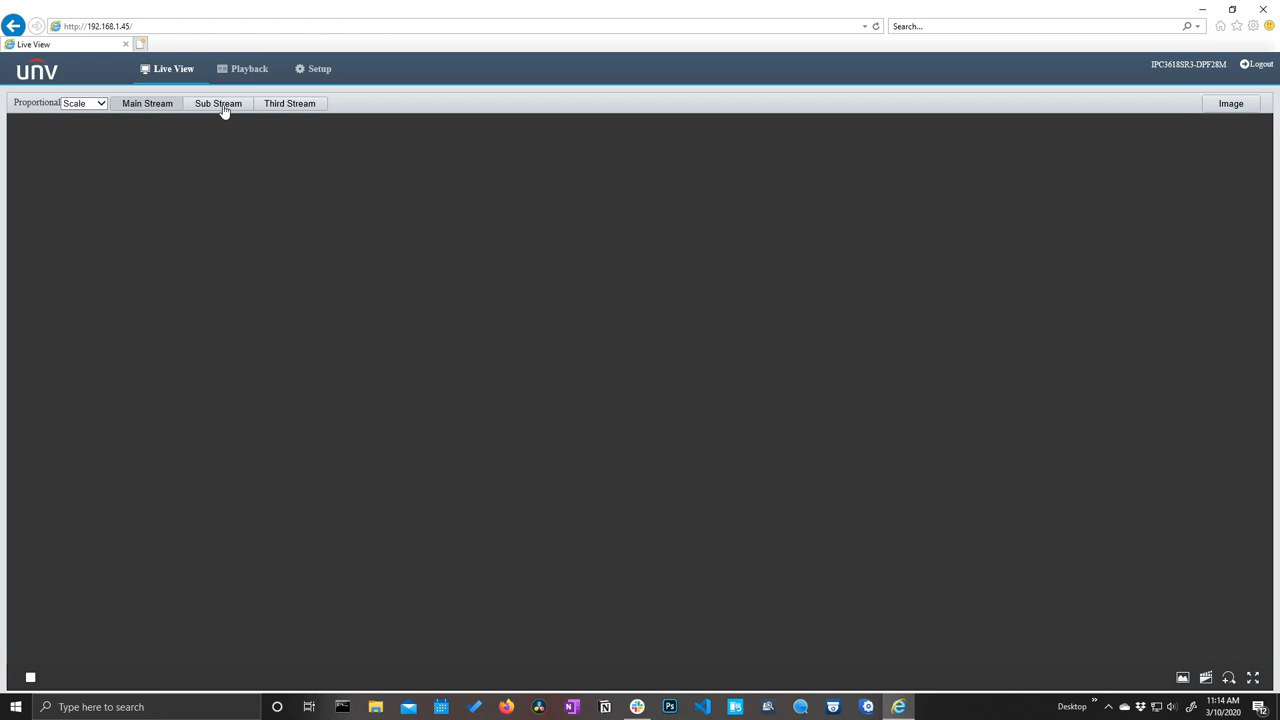 http://192.168.1.45/
Search...
Live View
unv
Live View
Playback
Setup
IPC3618SR3-DPF28M
Logout
Proportional
Scale
Main Stream
Sub Stream
Third Stream
Image
Type here to search
Desktop
11:14 AM
3/10/2020
12